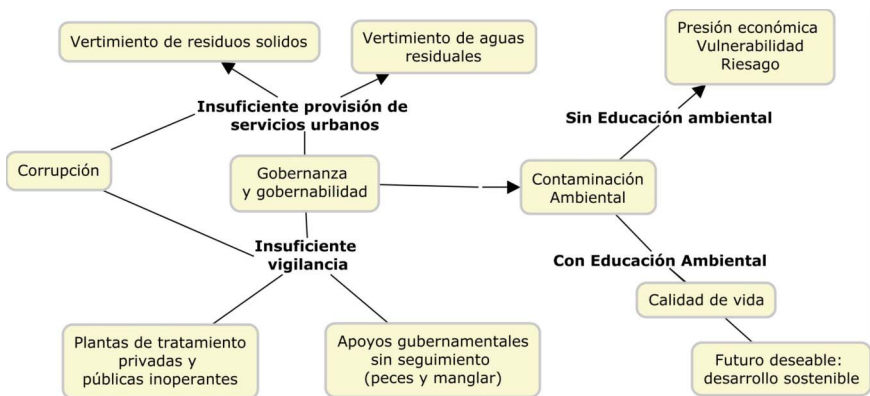 Vertimiento de residuos solidos
Vertimiento de aguas
residuales
Presión económica
Vulnerabilidad
Riesago
Insuficiente provisión de
servicios urbanos
Sin Educación ambiental
Corrupción
Gobernanza
y gobernabilidad
Contaminación
Ambiental
Insuficiente
vigilancia
Con Educación Ambiental
Calidad de vida
Plantas de tratamiento
privadas y
públicas inoperantes
Apoyos gubernamentales
sin seguimiento
(peces y manglar)
Futuro deseable:
desarrollo sostenible